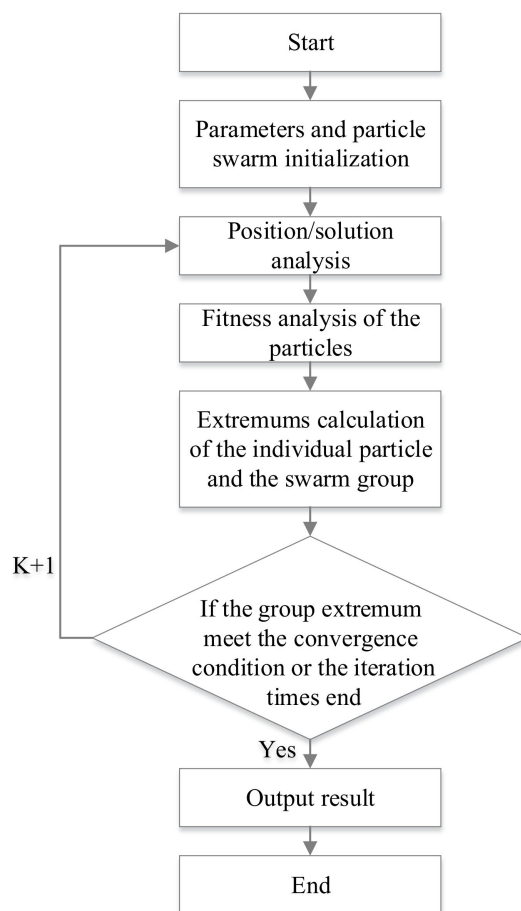 Start
Parameters and particle
swarm initialization
Position/solution
analysis
Fitness analysis of the
particles
Extremums calculation
of the individual particle
and the swarm group
K+1
If the group extremum
meet the convergence
condition or the iteration
times end
Yes
Output result
End